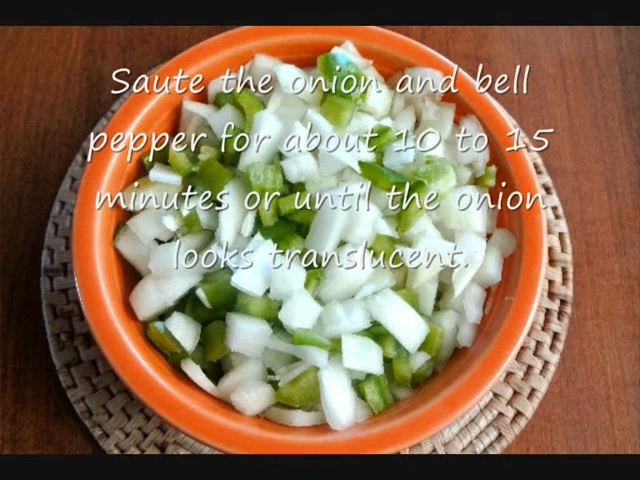 Saute the onion and bell
pepper for about 10 to 15
minutes or until the onion
looks translucent.